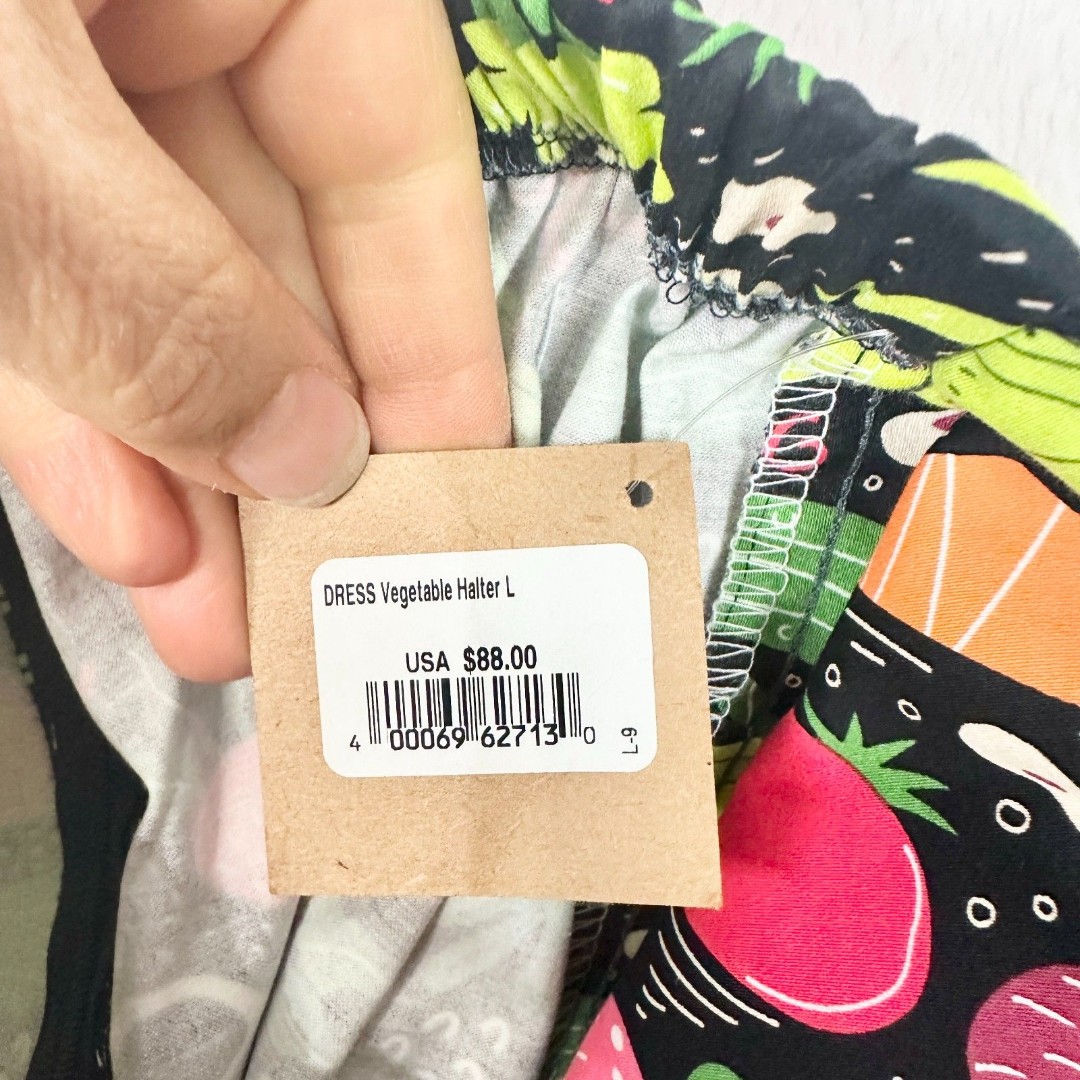 DRESS Vegetable Halter L
USA $88.00
4 00069 62713 0
L-9